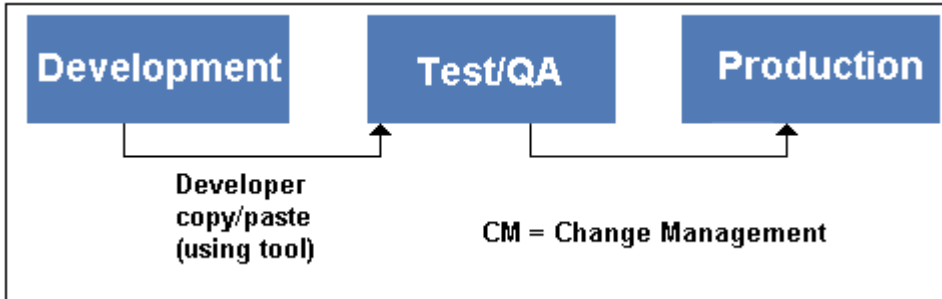 Development
Test/QA
Production
Developer
copy/paste
(using tool)
CM = Change Management